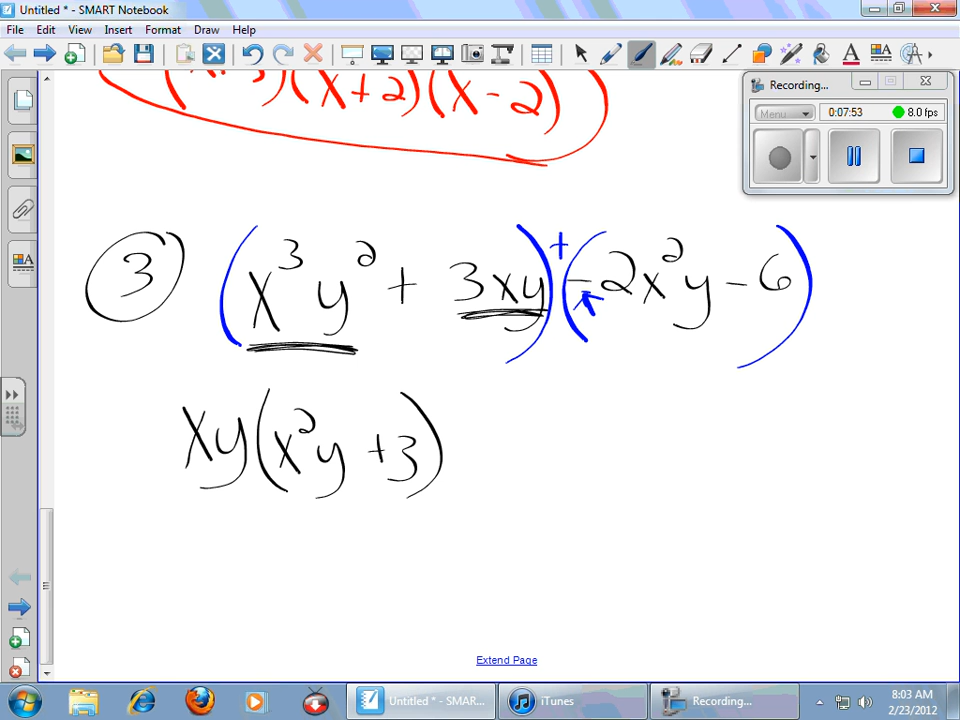 Untitled * - SMART Notebook
File Edit View Insert Format Draw Help
Recording...
Menu 0:07:53 8.0 fps
)(x+2)(x-2)
3 (x³y² + 3xy) + (-2x²y - 6)
xy(x²y + 3)
Extend Page
Untitled * - SMAR... iTunes Recording... 8:03 AM
2/23/2012